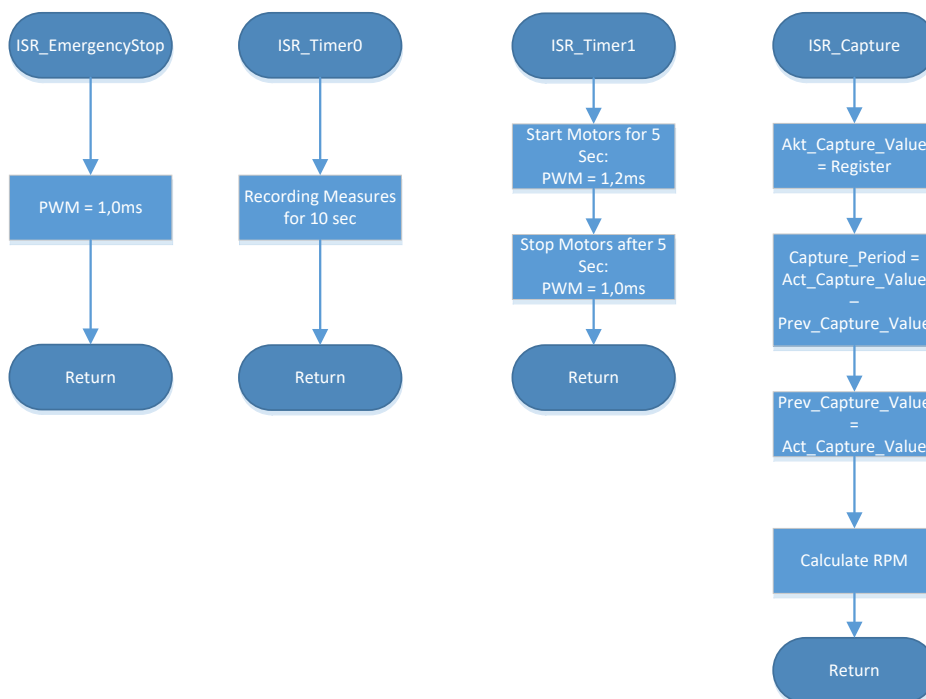 ISR_EmergencyStop
PWM = 1,0ms
Return
ISR_Timer0
Recording Measures
for 10 sec
Return
ISR_Timer1
Start Motors for 5
Sec:
PWM = 1,2ms
Stop Motors after 5
Sec:
PWM = 1,0ms
Return
ISR_Capture
Akt_Capture_Value
= Register
Capture_Period =
Act_Capture_Value
–
Prev_Capture_Value
Prev_Capture_Value
=
Act_Capture_Value
Calculate RPM
Return